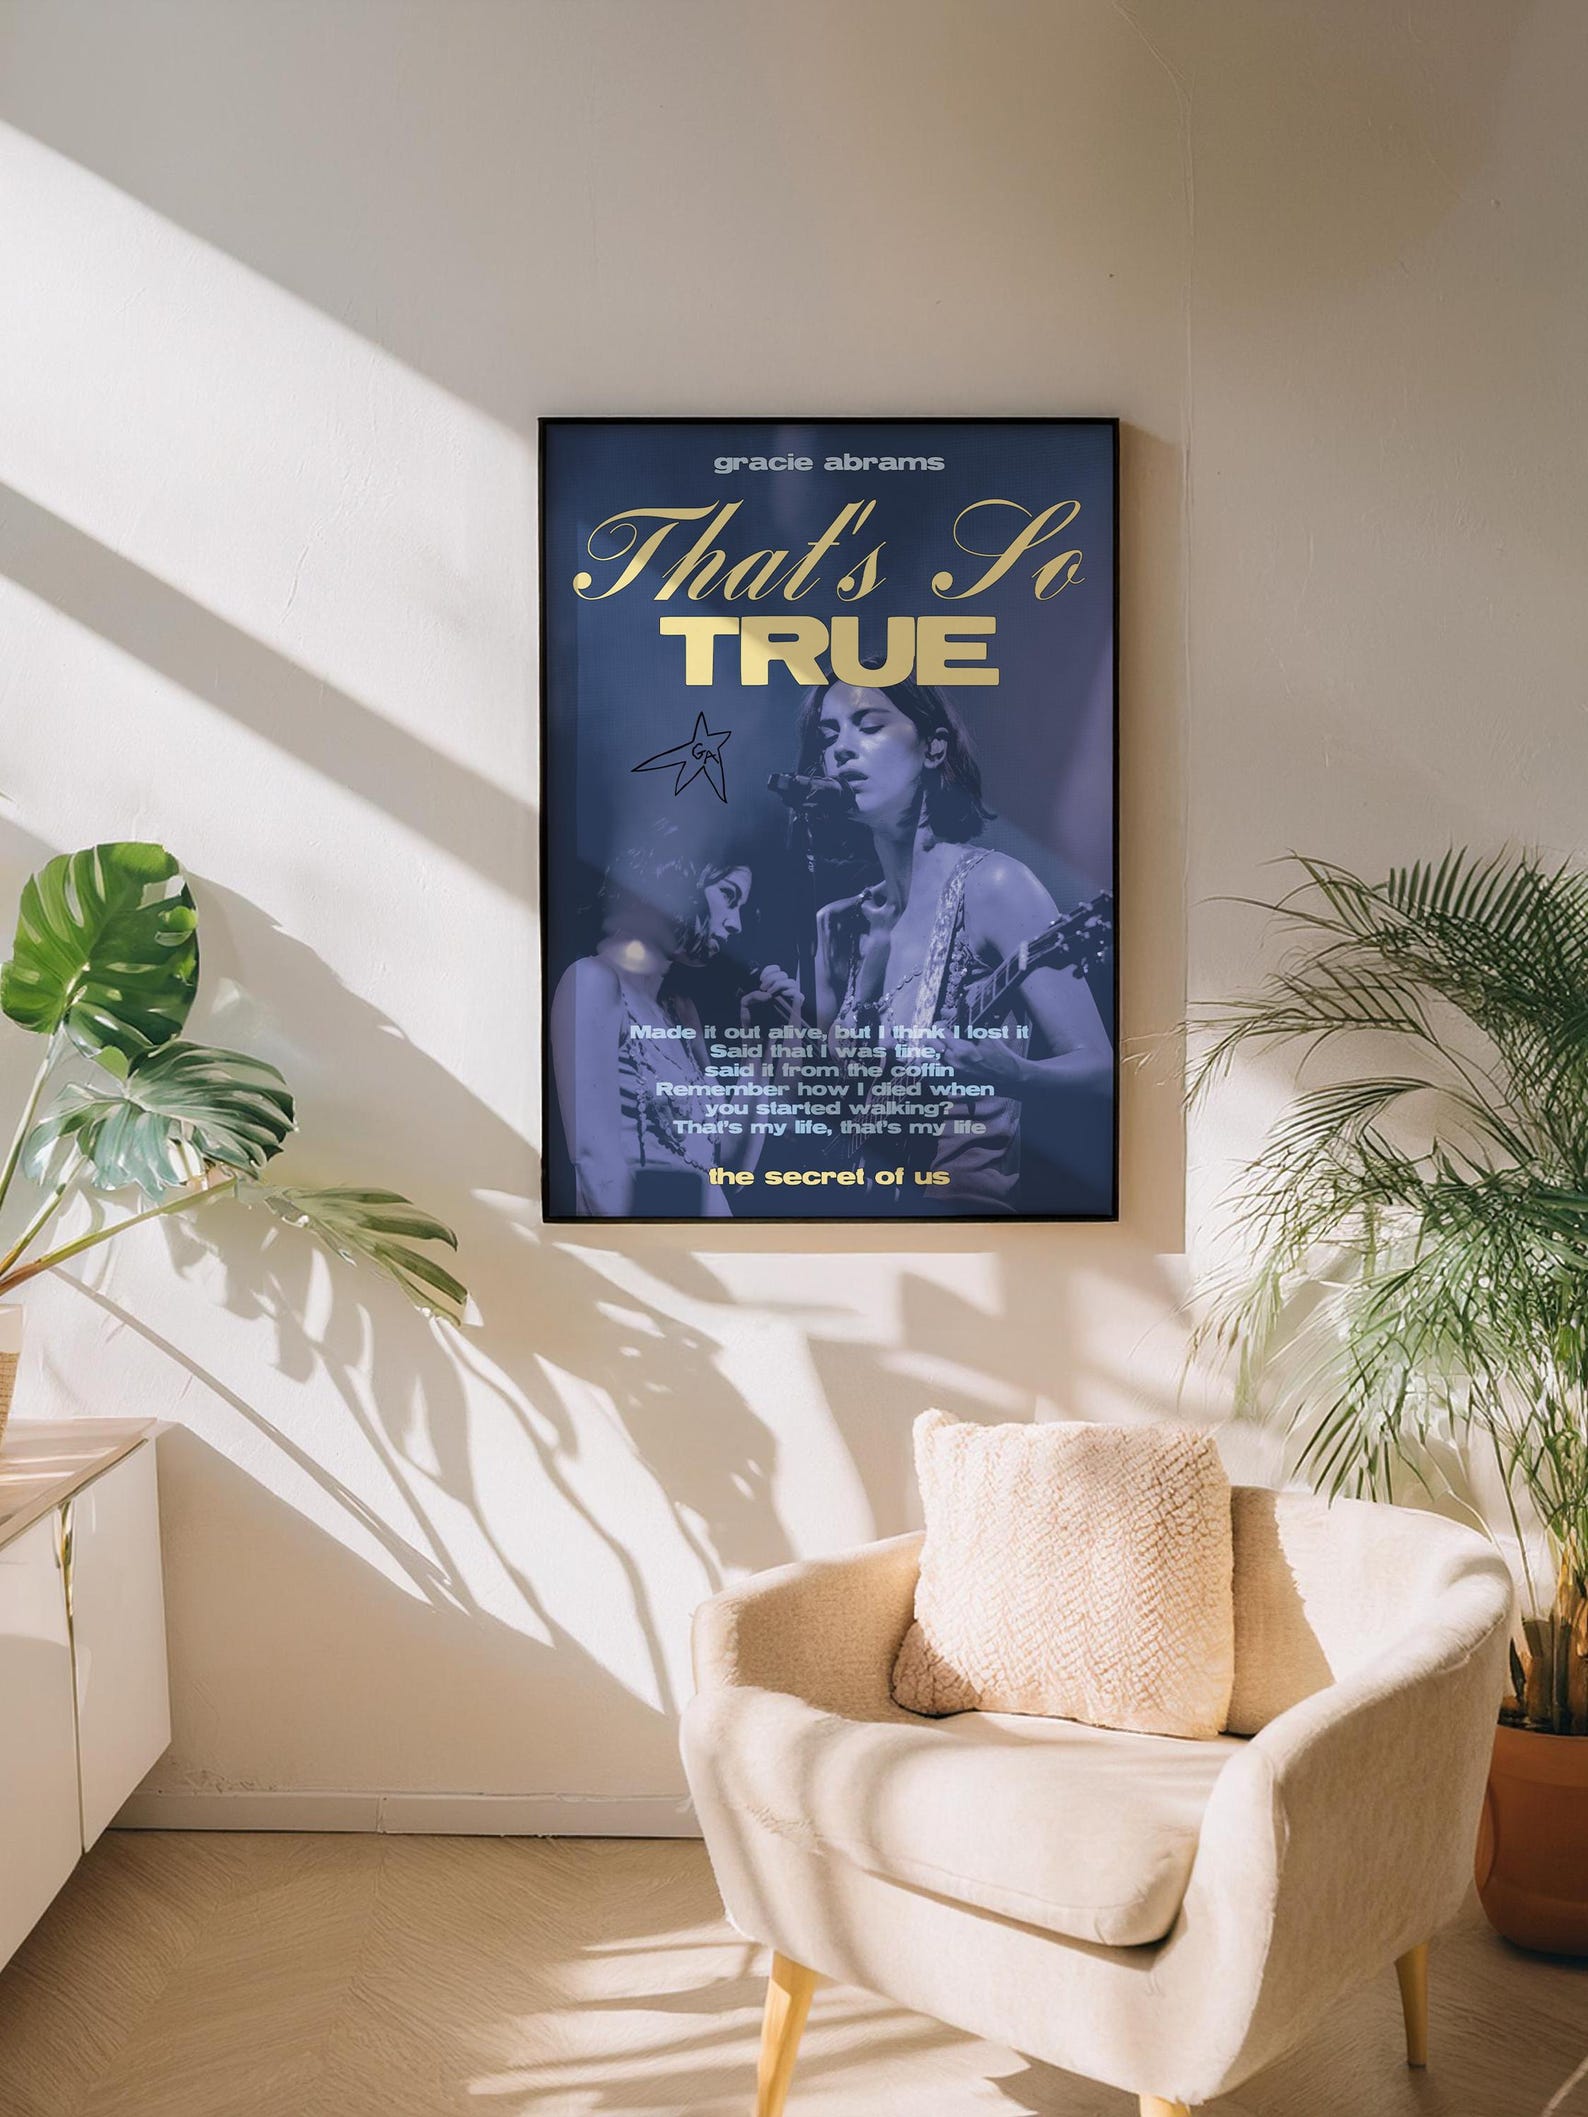 gracie abrams
That's So
TRUE
GA
Made it out alive, but I think I lost it
Said that I was fine,
said it from the coffin
Remember how I died when
you started walking?
That's my life, that's my life
the secret of us